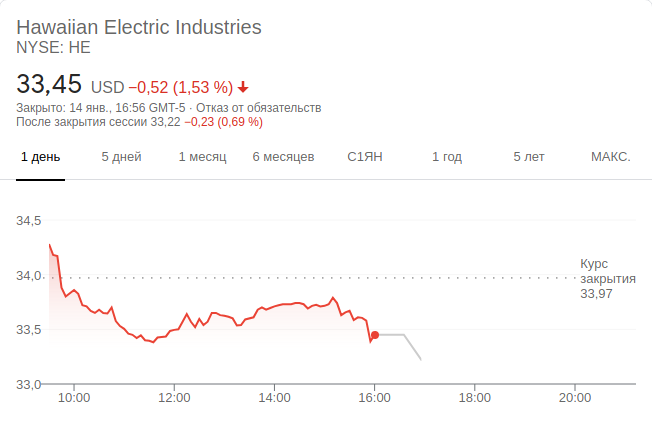 Hawaiian Electric Industries
NYSE: HE
33,45 USD −0,52 (1,53 %)
Закрыто: 14 янв., 16:56 GMT-5 · Отказ от обязательств
После закрытия сессии 33,22 −0,23 (0,69 %)
1 день 5 дней 1 месяц 6 месяцев С1ЯН 1 год 5 лет МАКС.
34,5
Курс
34,0 закрытия
33,97
33,5
33,0
10:00 12:00 14:00 16:00 18:00 20:00